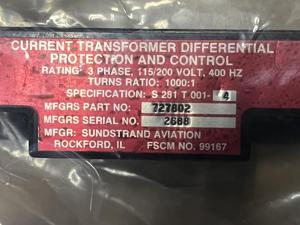 CURRENT TRANSFORMER DIFFERENTIAL
PROTECTION AND CONTROL
RATING: 3 PHASE, 115/200 VOLT, 400 HZ
TURNS RATIO: 1000:1
SPECIFICATION: S 281 T 001- 4
MFGRS PART NO: 727802
MFGRS SERIAL NO: 2688
MFGR: SUNDSTRAND AVIATION
ROCKFORD, IL FSCM NO. 99167